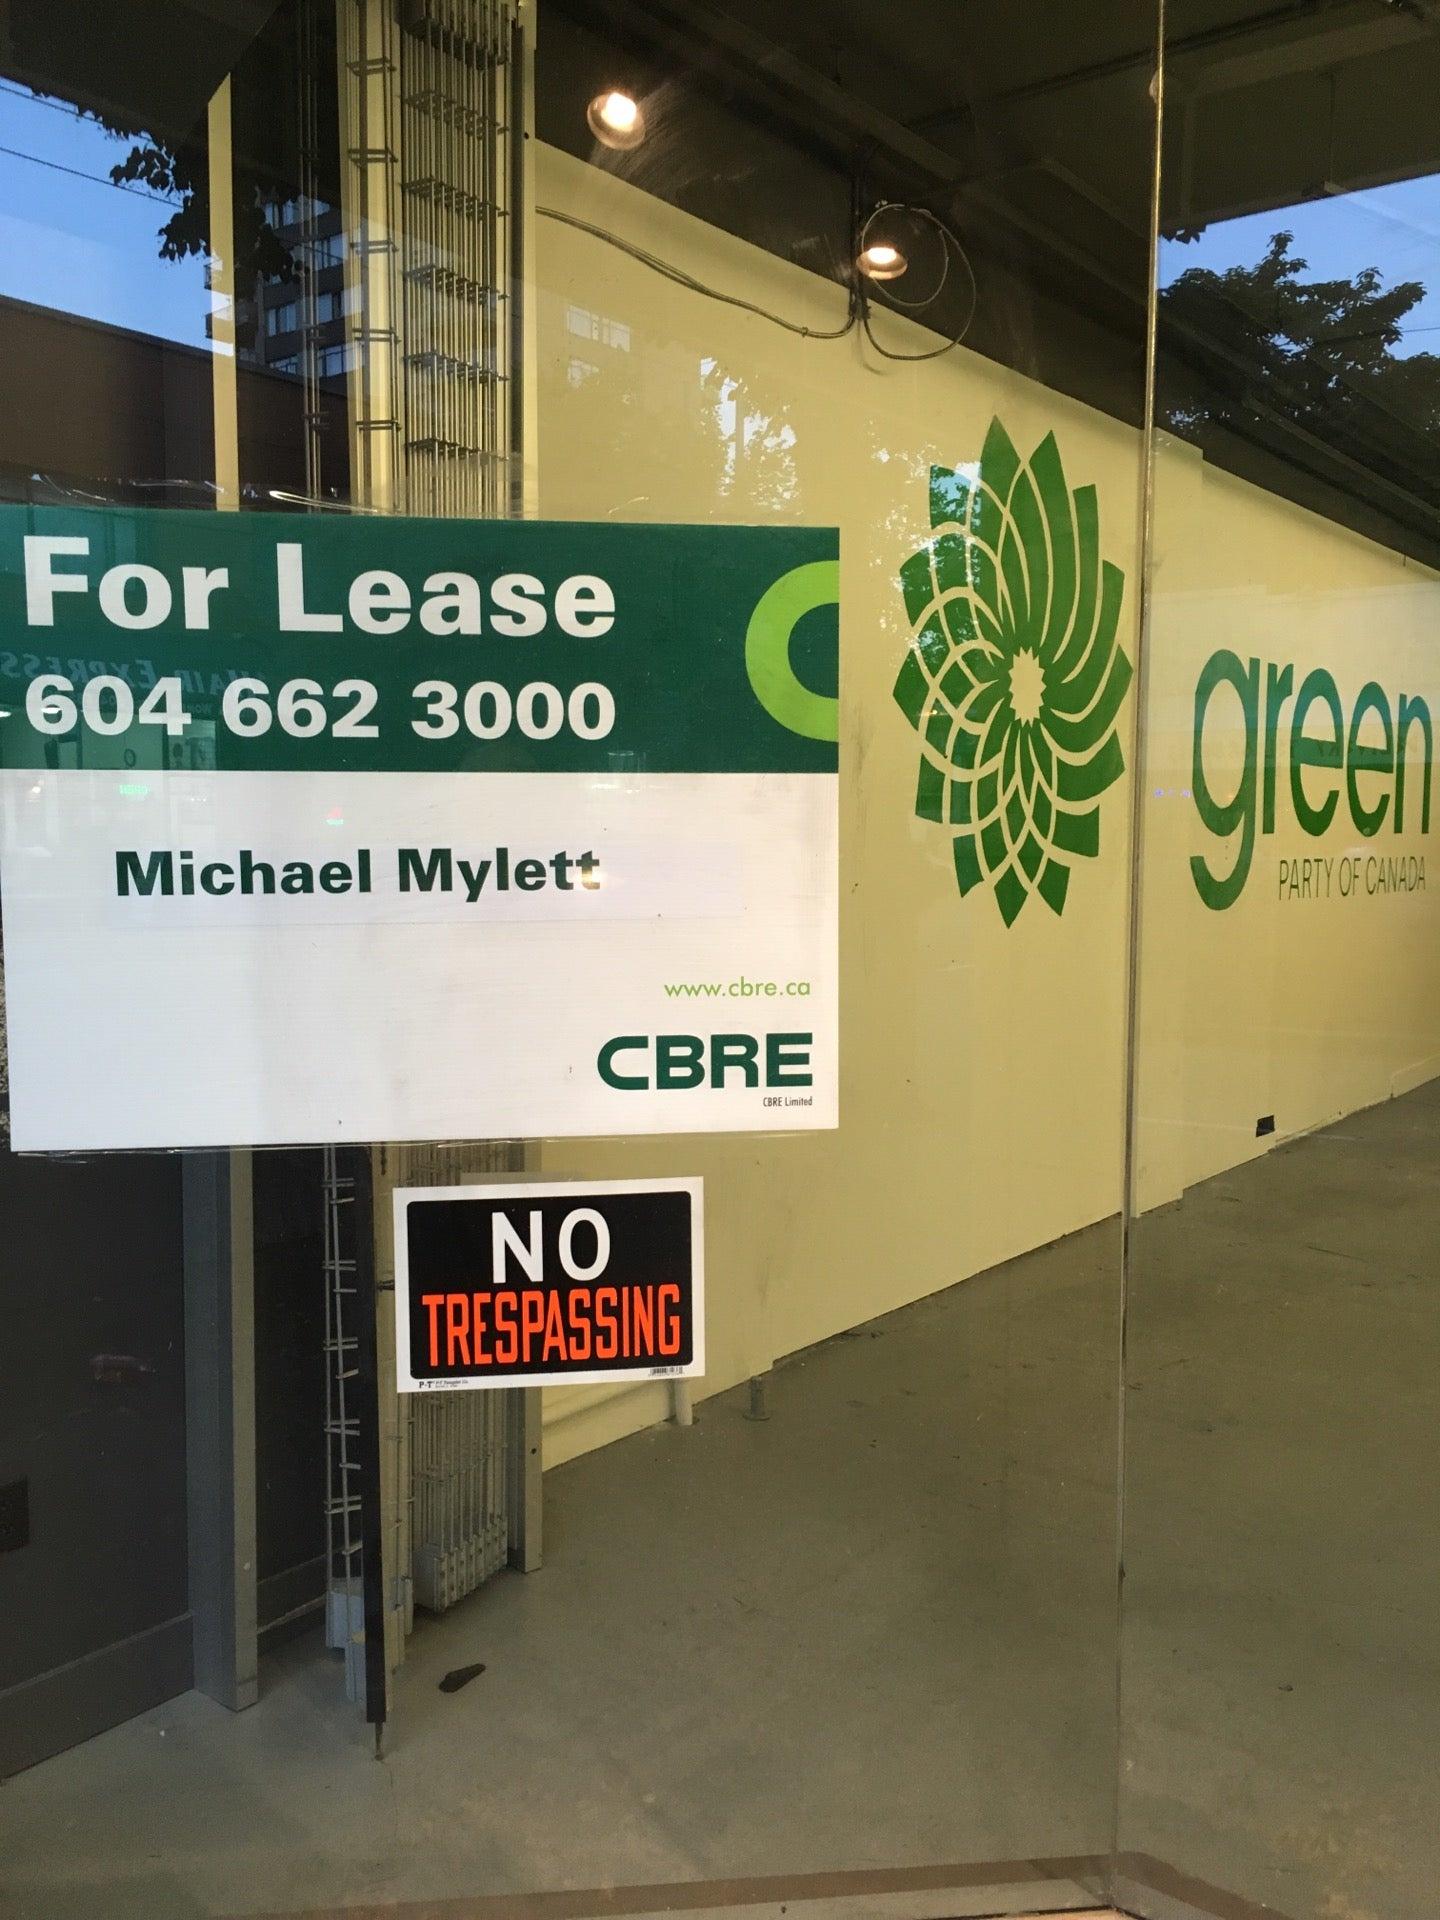 For Lease
604 662 3000
Michael Mylett
www.cbre.ca
CBRE
CBRE Limited
NO
TRESPASSING
P-T
green
PARTY OF CANADA